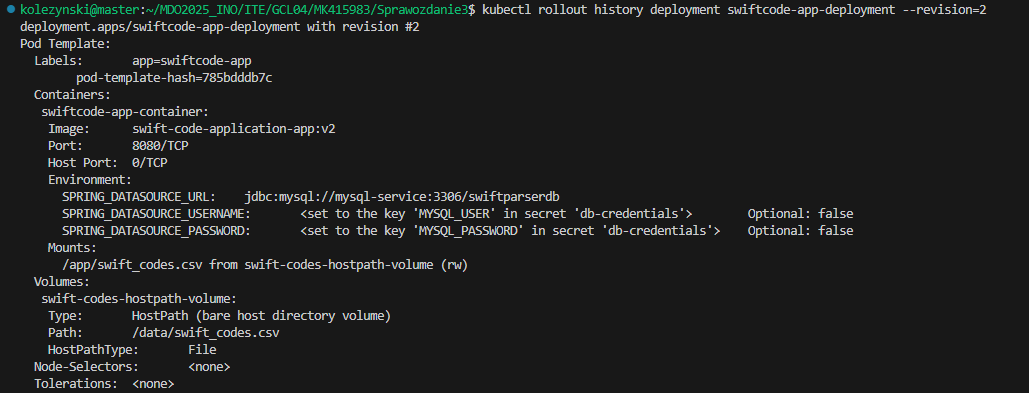 kolezynski@master:~/MDO2025_INO/ITE/GCL04/MK415983/Sprawozdanie3$ kubectl rollout history deployment swiftcode-app-deployment --revision=2
deployment.apps/swiftcode-app-deployment with revision #2
Pod Template:
  Labels:       app=swiftcode-app
        pod-template-hash=785bdddb7c
  Containers:
   swiftcode-app-container:
    Image:      swift-code-application-app:v2
    Port:       8080/TCP
    Host Port:  0/TCP
    Environment:
      SPRING_DATASOURCE_URL:    jdbc:mysql://mysql-service:3306/swiftparserdb
      SPRING_DATASOURCE_USERNAME:       <set to the key 'MYSQL_USER' in secret 'db-credentials'>        Optional: false
      SPRING_DATASOURCE_PASSWORD:       <set to the key 'MYSQL_PASSWORD' in secret 'db-credentials'>    Optional: false
    Mounts:
      /app/swift_codes.csv from swift-codes-hostpath-volume (rw)
  Volumes:
   swift-codes-hostpath-volume:
    Type:       HostPath (bare host directory volume)
    Path:       /data/swift_codes.csv
    HostPathType:       File
  Node-Selectors:       <none>
  Tolerations:  <none>